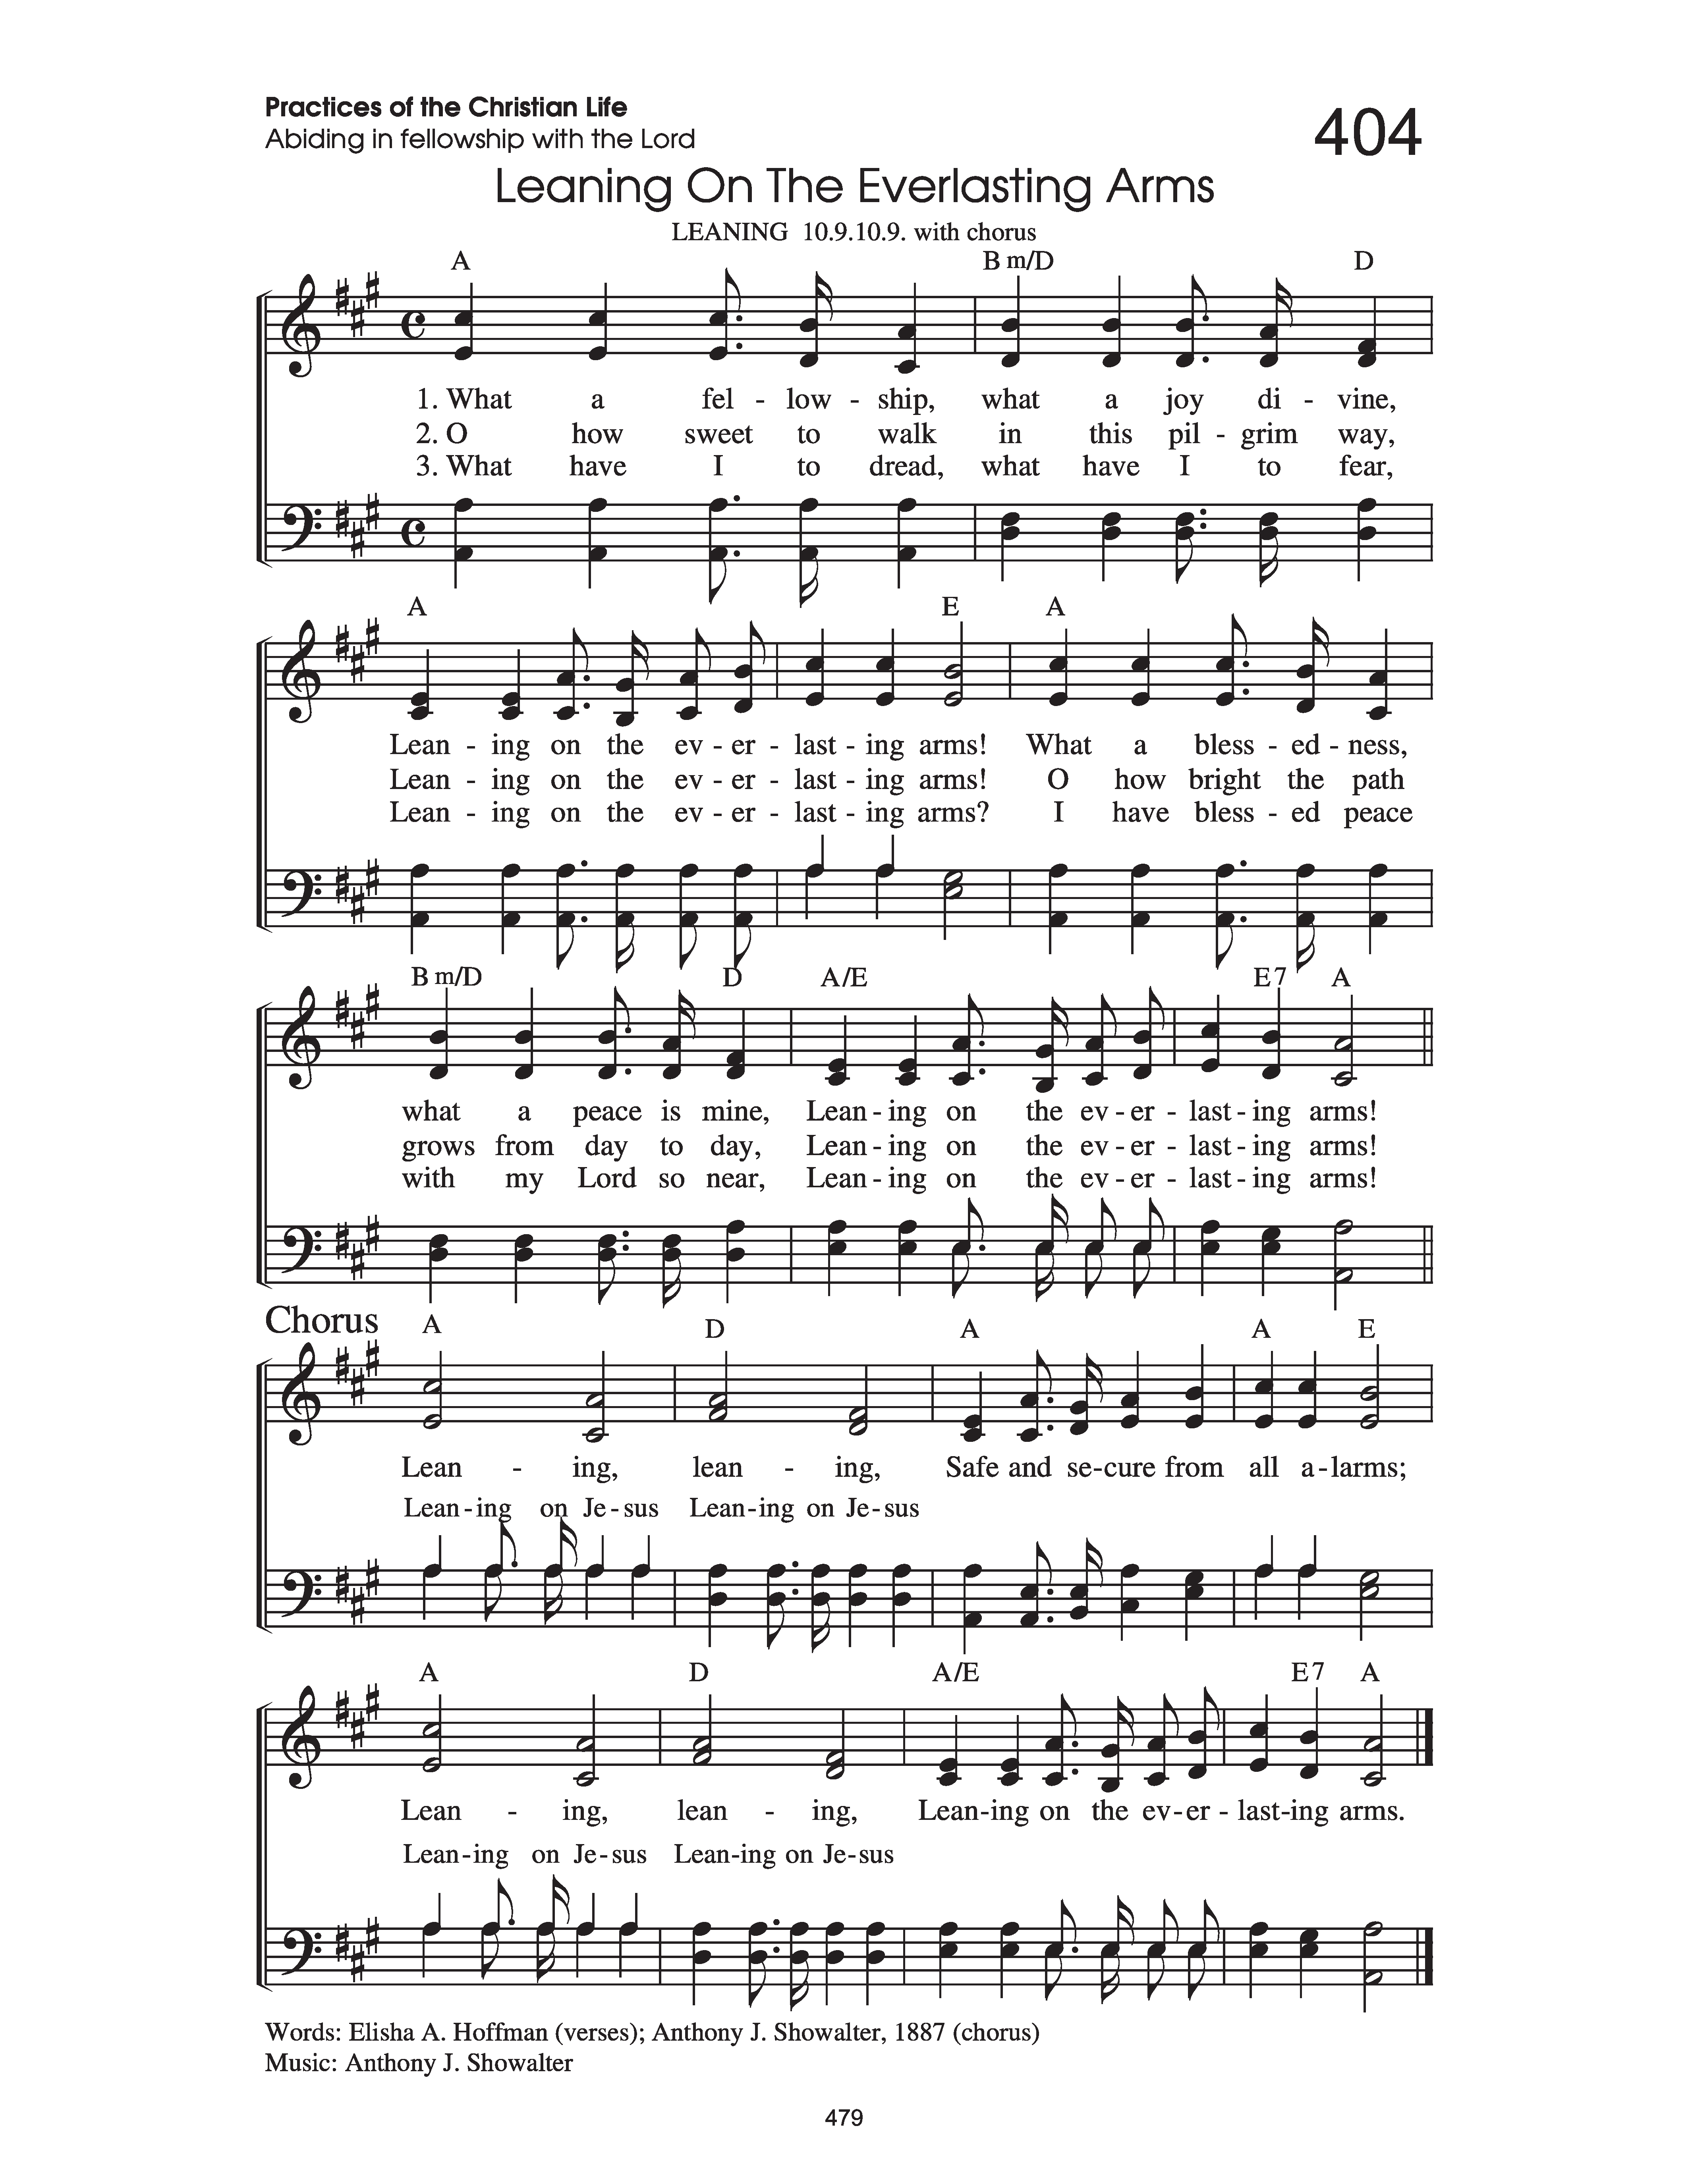 Practices of the Christian Life
Abiding in fellowship with the Lord
404
Leaning On The Everlasting Arms
LEANING 10.9.10.9. with chorus
A Bm/D D
1. What a fel - low - ship, what a joy di - vine,
2. O how sweet to walk in this pil - grim way,
3. What have I to dread, what have I to fear,
A E A
Lean - ing on the ev - er - last - ing arms! What a bless - ed - ness,
Lean - ing on the ev - er - last - ing arms! O how bright the path
Lean - ing on the ev - er - last - ing arms? I have bless - ed peace
Bm/D D A/E E7 A
what a peace is mine, Lean - ing on the ev - er - last - ing arms!
grows from day to day, Lean - ing on the ev - er - last - ing arms!
with my Lord so near, Lean - ing on the ev - er - last - ing arms!
Chorus A D A A E
Lean - ing, lean - ing, Safe and se-cure from all a-larms;
Lean-ing on Je-sus Lean-ing on Je-sus
A D A/E E7 A
Lean - ing, lean - ing, Lean-ing on the ev-er - last-ing arms.
Lean-ing on Je-sus Lean-ing on Je-sus
Words: Elisha A. Hoffman (verses); Anthony J. Showalter, 1887 (chorus)
Music: Anthony J. Showalter
479